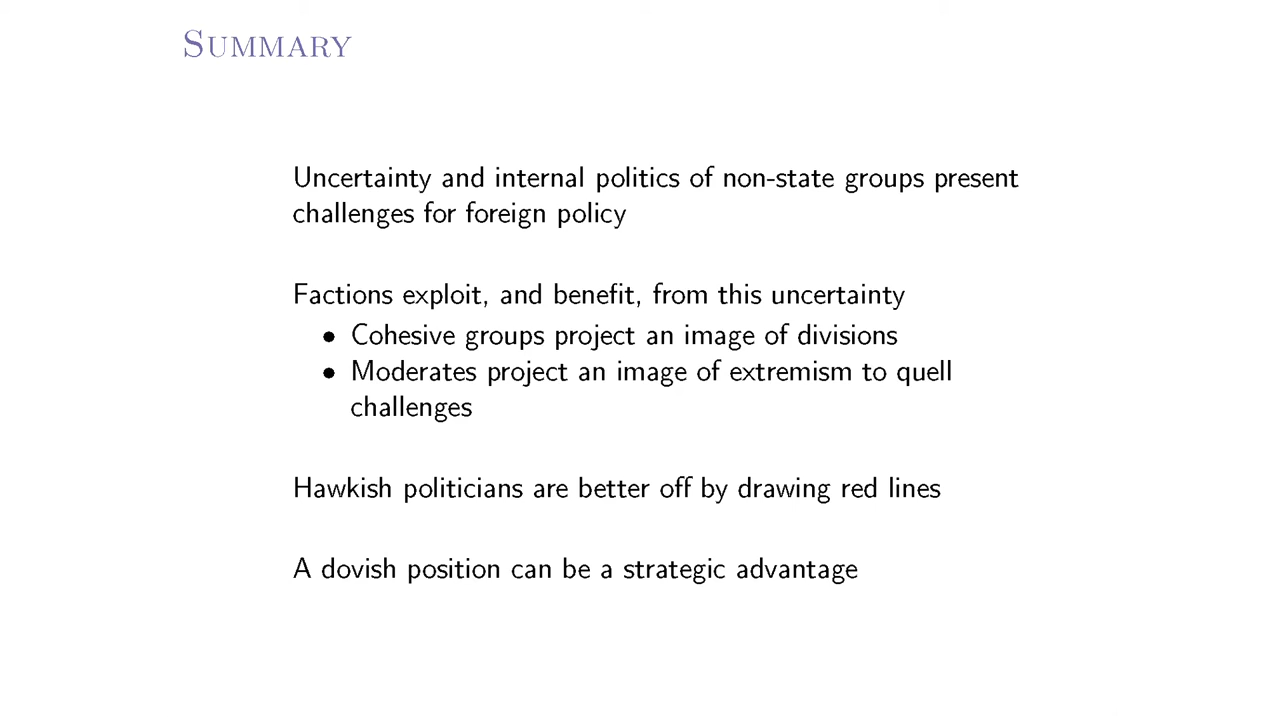 SUMMARY
Uncertainty and internal politics of non-state groups present
challenges for foreign policy
Factions exploit, and benefit, from this uncertainty
• Cohesive groups project an image of divisions
• Moderates project an image of extremism to quell
challenges
Hawkish politicians are better off by drawing red lines
A dovish position can be a strategic advantage